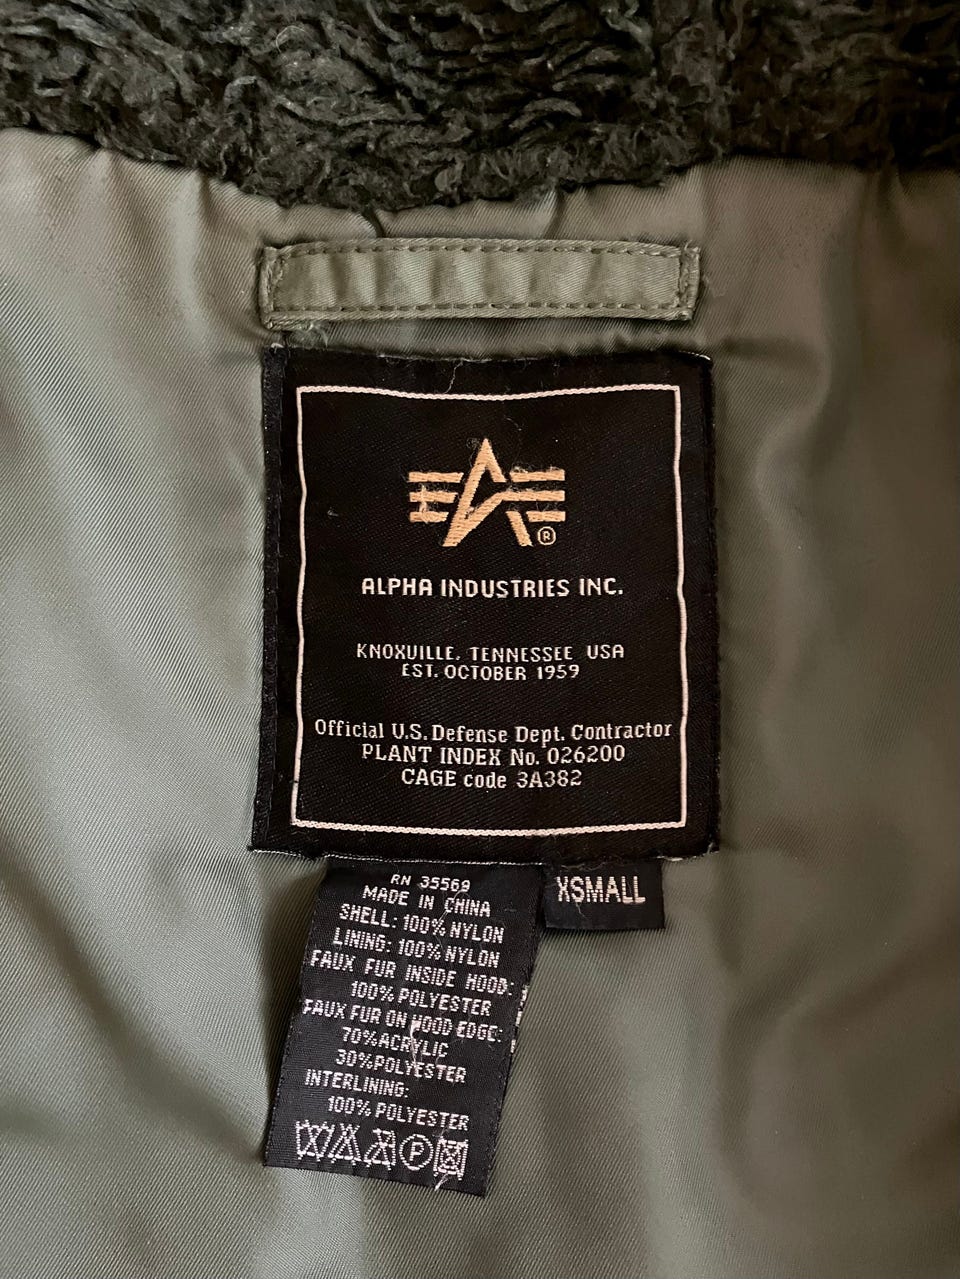 ®
ALPHA INDUSTRIES INC.
KNOXVILLE, TENNESSEE USA
EST. OCTOBER 1959
Official U.S. Defense Dept. Contractor
PLANT INDEX No. 026200
CAGE code 3A382
XSMALL
RN 35569
MADE IN CHINA
SHELL: 100% NYLON
LINING: 100% NYLON
FAUX FUR INSIDE HOOD:
100% POLYESTER
FAUX FUR ON HOOD EDGE:
70%ACRYLIC
30%POLYESTER
INTERLINING:
100% POLYESTER
P